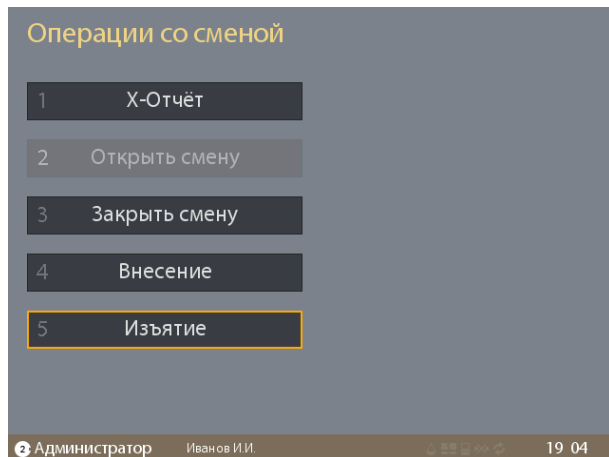 Операции со сменой
1 X-Отчёт
2 Открыть смену
3 Закрыть смену
4 Внесение
5 Изъятие
2 Администратор Иванов И.И. 19 04